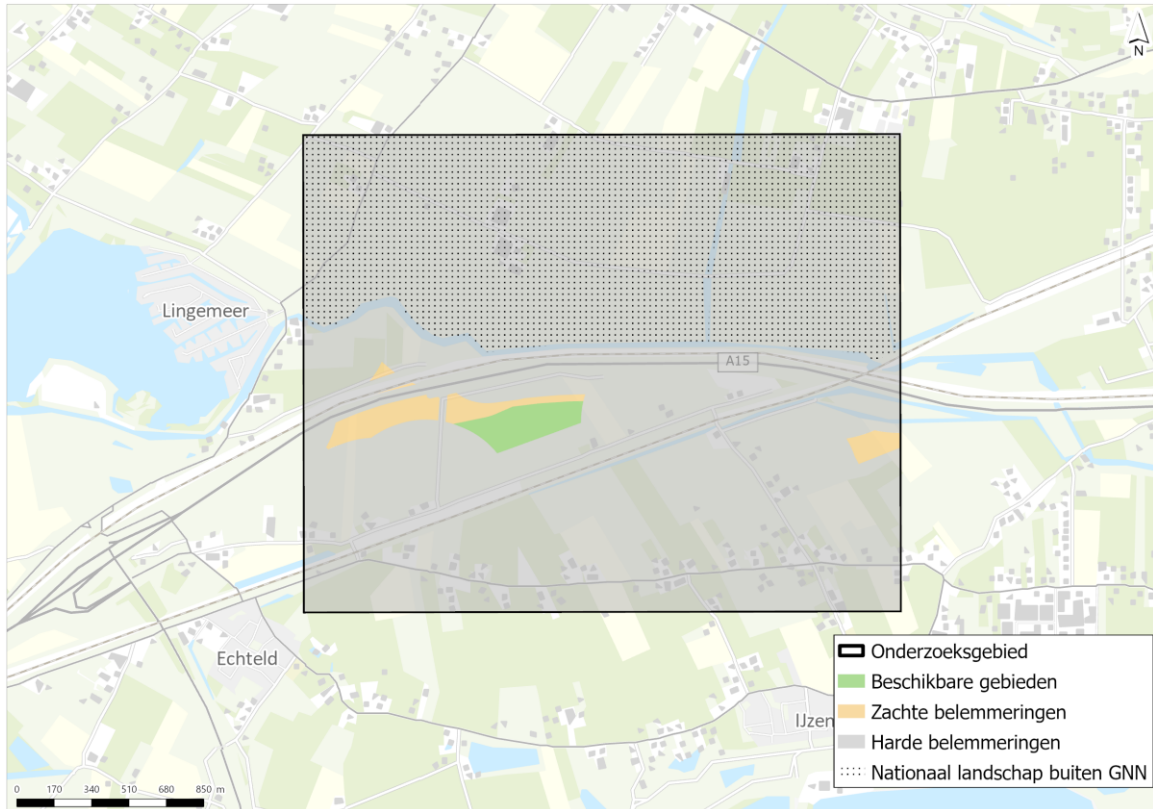 N
Lingemeer
A15
Echteld
IJzen
Onderzoeksgebied
Beschikbare gebieden
Zachte belemmeringen
Harde belemmeringen
Nationaal landschap buiten GNN
0 170 340 510 680 850 m